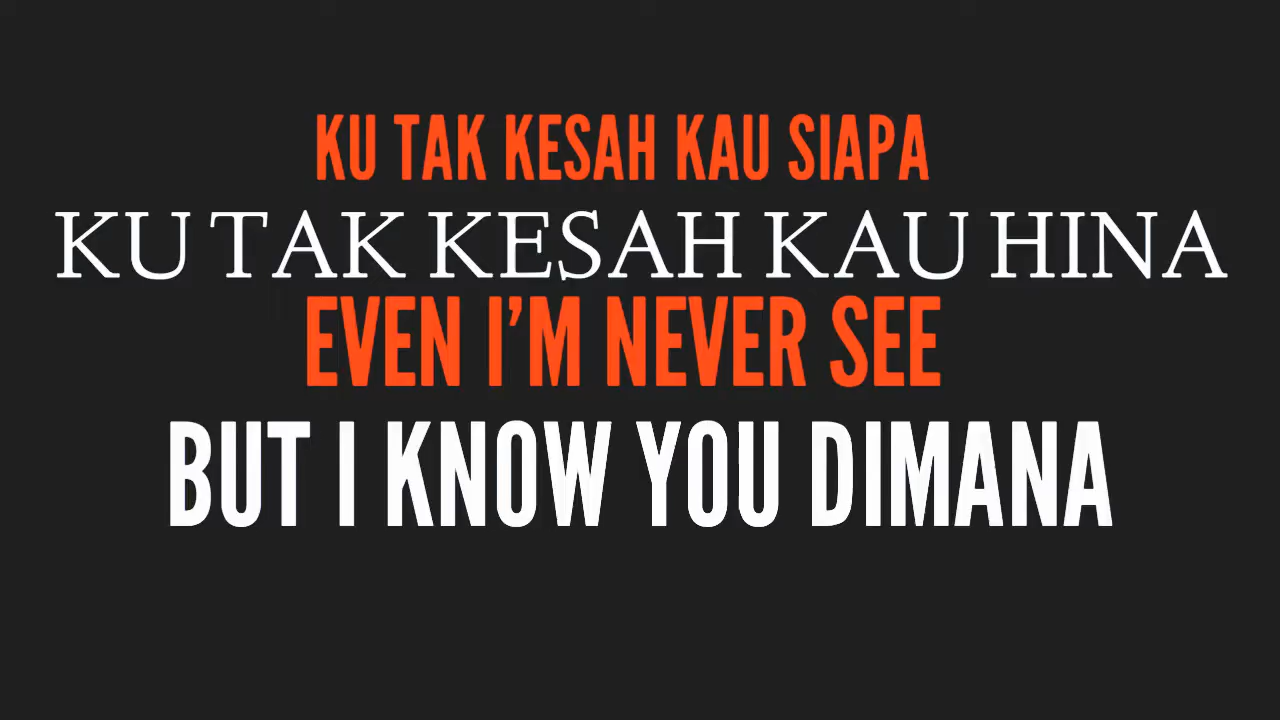 KU TAK KESAH KAU SIAPA
KU TAK KESAH KAU HINA
EVEN I’M NEVER SEE
BUT I KNOW YOU DIMANA